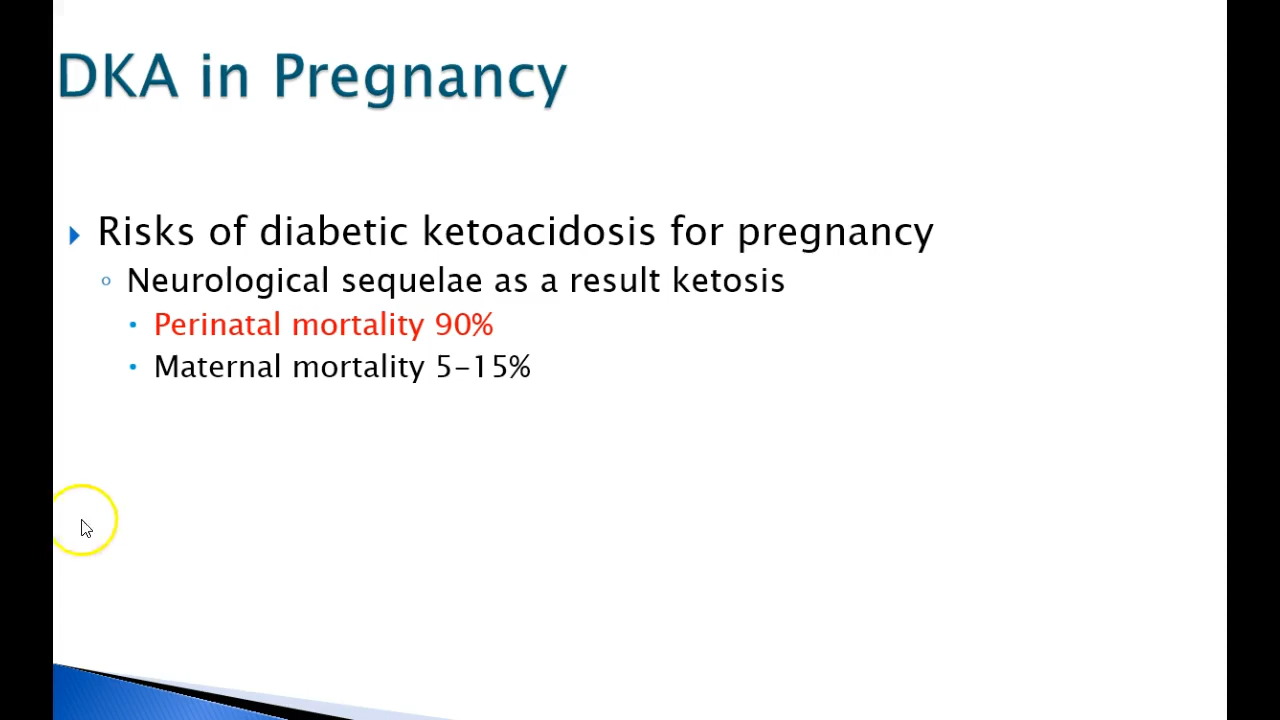 DKA in Pregnancy
Risks of diabetic ketoacidosis for pregnancy
Neurological sequelae as a result ketosis
Perinatal mortality 90%
Maternal mortality 5-15%